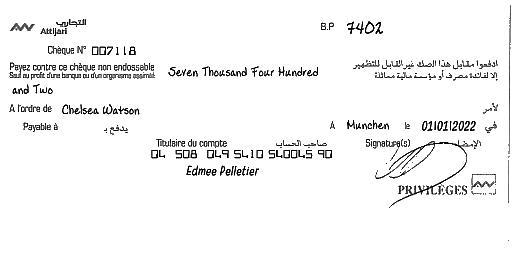 التجاري
Attijari
B.P 7402
Chèque N° 007118
Payez contre ce chèque non endossable
Sauf au profit d'une banque ou d'un organisme assimilé
ادفعوا مقابل هذا الصك غير القابل للتظهير
إلا لفائدة مصرف أو مؤسسة مالية مماثلة
Seven Thousand Four Hundred
and Two
A l'ordre de Chelsea Watson لأمر
Payable à يدفع بـ
A Munchen le 01/01/2022 في
Titulaire du compte صاحب الحساب Signature(s) الإمضاء
04 508 049 5410 540045 90
Edmee Pelletier
PRIVILÈGES